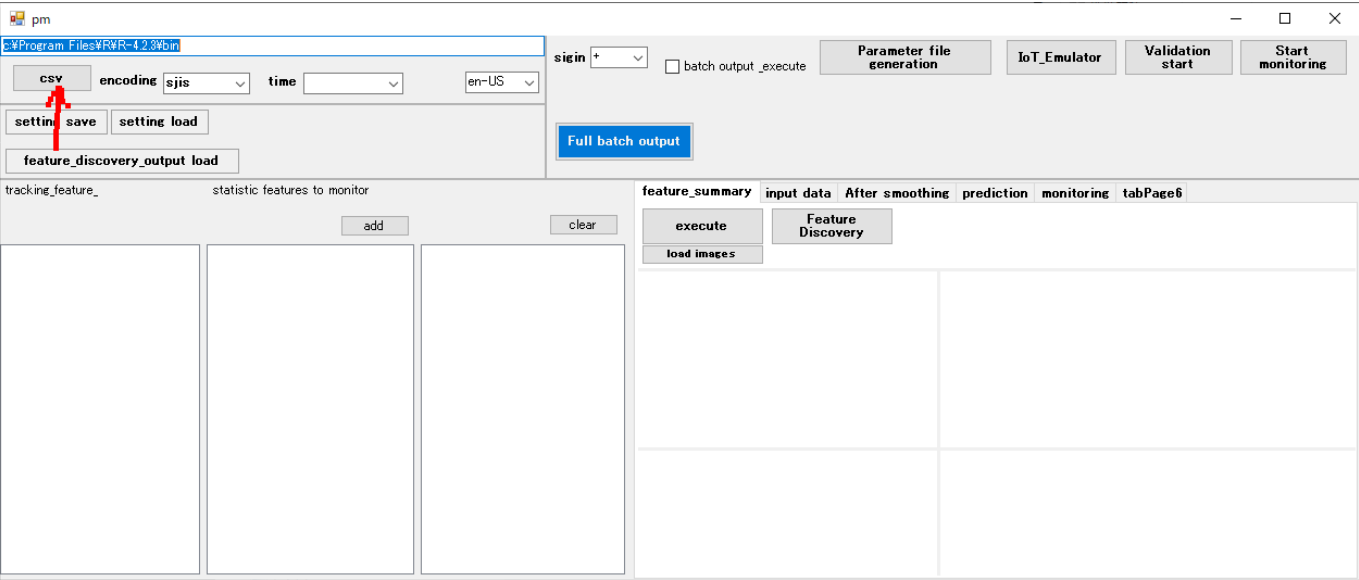 pm
c:¥Program Files¥R¥R-4.2.3¥bin
csv encoding sjis time en-US
setting save setting load
feature_discovery_output load
sigin + batch output _execute
Parameter file
generation
IoT_Emulator
Validation
start
Start
monitoring
Full batch output
tracking_feature_ statistic features to monitor
add clear
feature_summary input data After smoothing prediction monitoring tabPage6
execute
Feature
Discovery
load images